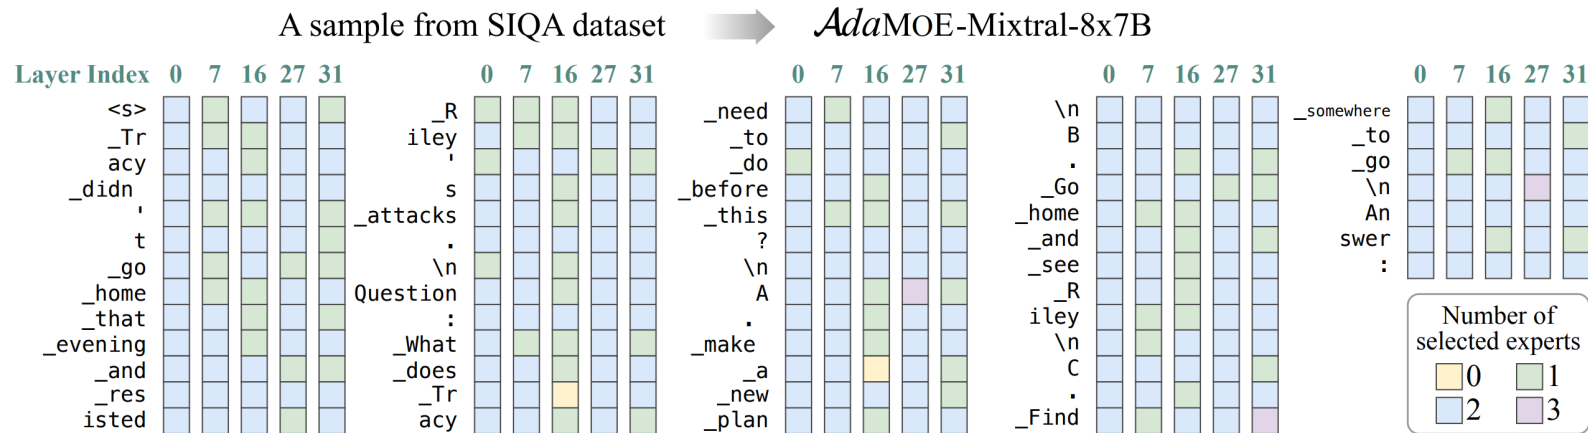 A sample from SIQA dataset AdaMOE-Mixtral-8x7B
Layer Index 0 7 16 27 31
<s>
_Tr
acy
_didn
'
t
_go
_home
_that
_evening
_and
_res
isted
0 7 16 27 31
_R
iley
'
s
_attacks
.
\n
Question
:
_What
_does
_Tr
acy
0 7 16 27 31
_need
_to
_do
_before
_this
?
\n
A
.
_make
_a
_new
_plan
0 7 16 27 31
\n
B
.
_Go
_home
_and
_see
_R
iley
\n
C
.
_Find
0 7 16 27 31
_somewhere
_to
_go
\n
An
swer
:
Number of
selected experts
0 1
2 3